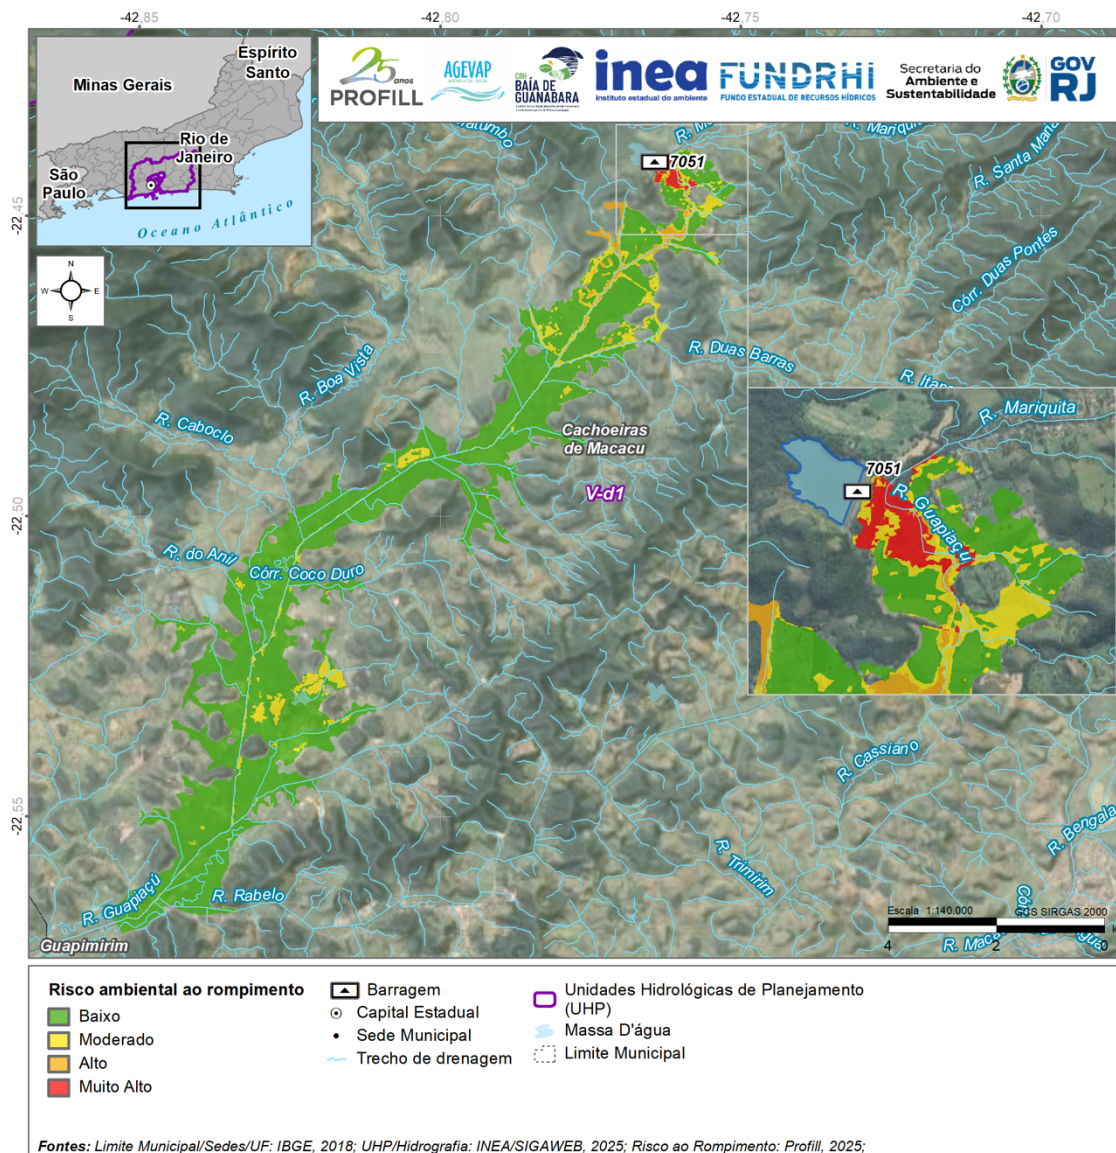 -42,85
-42,80
-42,75
-42,70
Espírito
Santo
Minas Gerais
Rio de
Janeiro
São
Paulo
Oceano Atlântico
25
anos
PROFILL
AGEVAP
CBH
BAÍA DE
GUANABARA
inea
instituto estadual do ambiente
FUNDRHI
FUNDO ESTADUAL DE RECURSOS HÍDRICOS
Secretaria do
Ambiente e
Sustentabilidade
GOV
RJ
R. Mariquita
R. Santa Maria
7051
-22,45
N
W E
S
Córr. Duas Pontes
R. Duas Barras
R. Boa Vista
R. Caboclo
Cachoeiras
de Macacu
V-d1
R. Mariquita
7051
R. Guapiaçu
-22,50
R. do Anil
Córr. Coco Duro
R. Cassiano
-22,55
R. Bengala
R. Trimirim
R. Guapiaçú
R. Rabelo
Guapimirim
Escala 1:140.000
GCS SIRGAS 2000
4 2 0
Risco ambiental ao rompimento
Baixo
Moderado
Alto
Muito Alto
Barragem
Capital Estadual
Sede Municipal
Trecho de drenagem
Unidades Hidrológicas de Planejamento
(UHP)
Massa D'água
Limite Municipal
Fontes: Limite Municipal/Sedes/UF: IBGE, 2018; UHP/Hidrografia: INEA/SIGAWEB, 2025; Risco ao Rompimento: Profill, 2025;